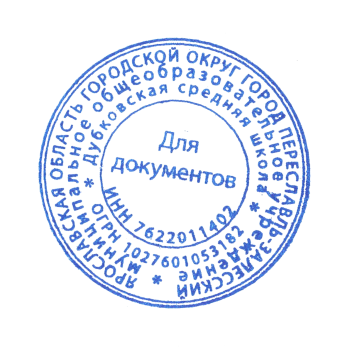 ЯРОСЛАВСКАЯ ОБЛАСТЬ ГОРОДСКОЙ ОКРУГ ГОРОД ПЕРЕСЛАВЛЬ-ЗАЛЕССКИЙ
муниципальное общеобразовательное учреждение *
ОГРН 1027601053182
* Дубковская средняя школа *
ИНН 7622011402
Для
документов